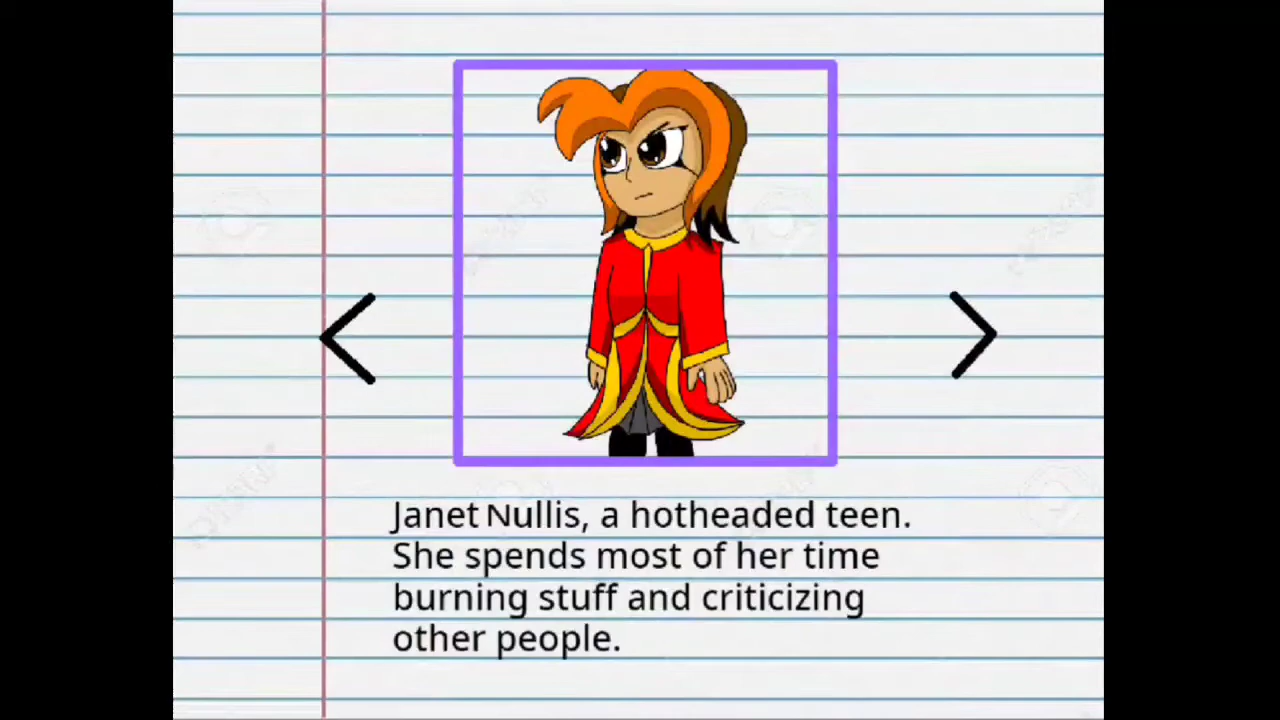 Janet Nullis, a hotheaded teen.
She spends most of her time
burning stuff and criticizing
other people.